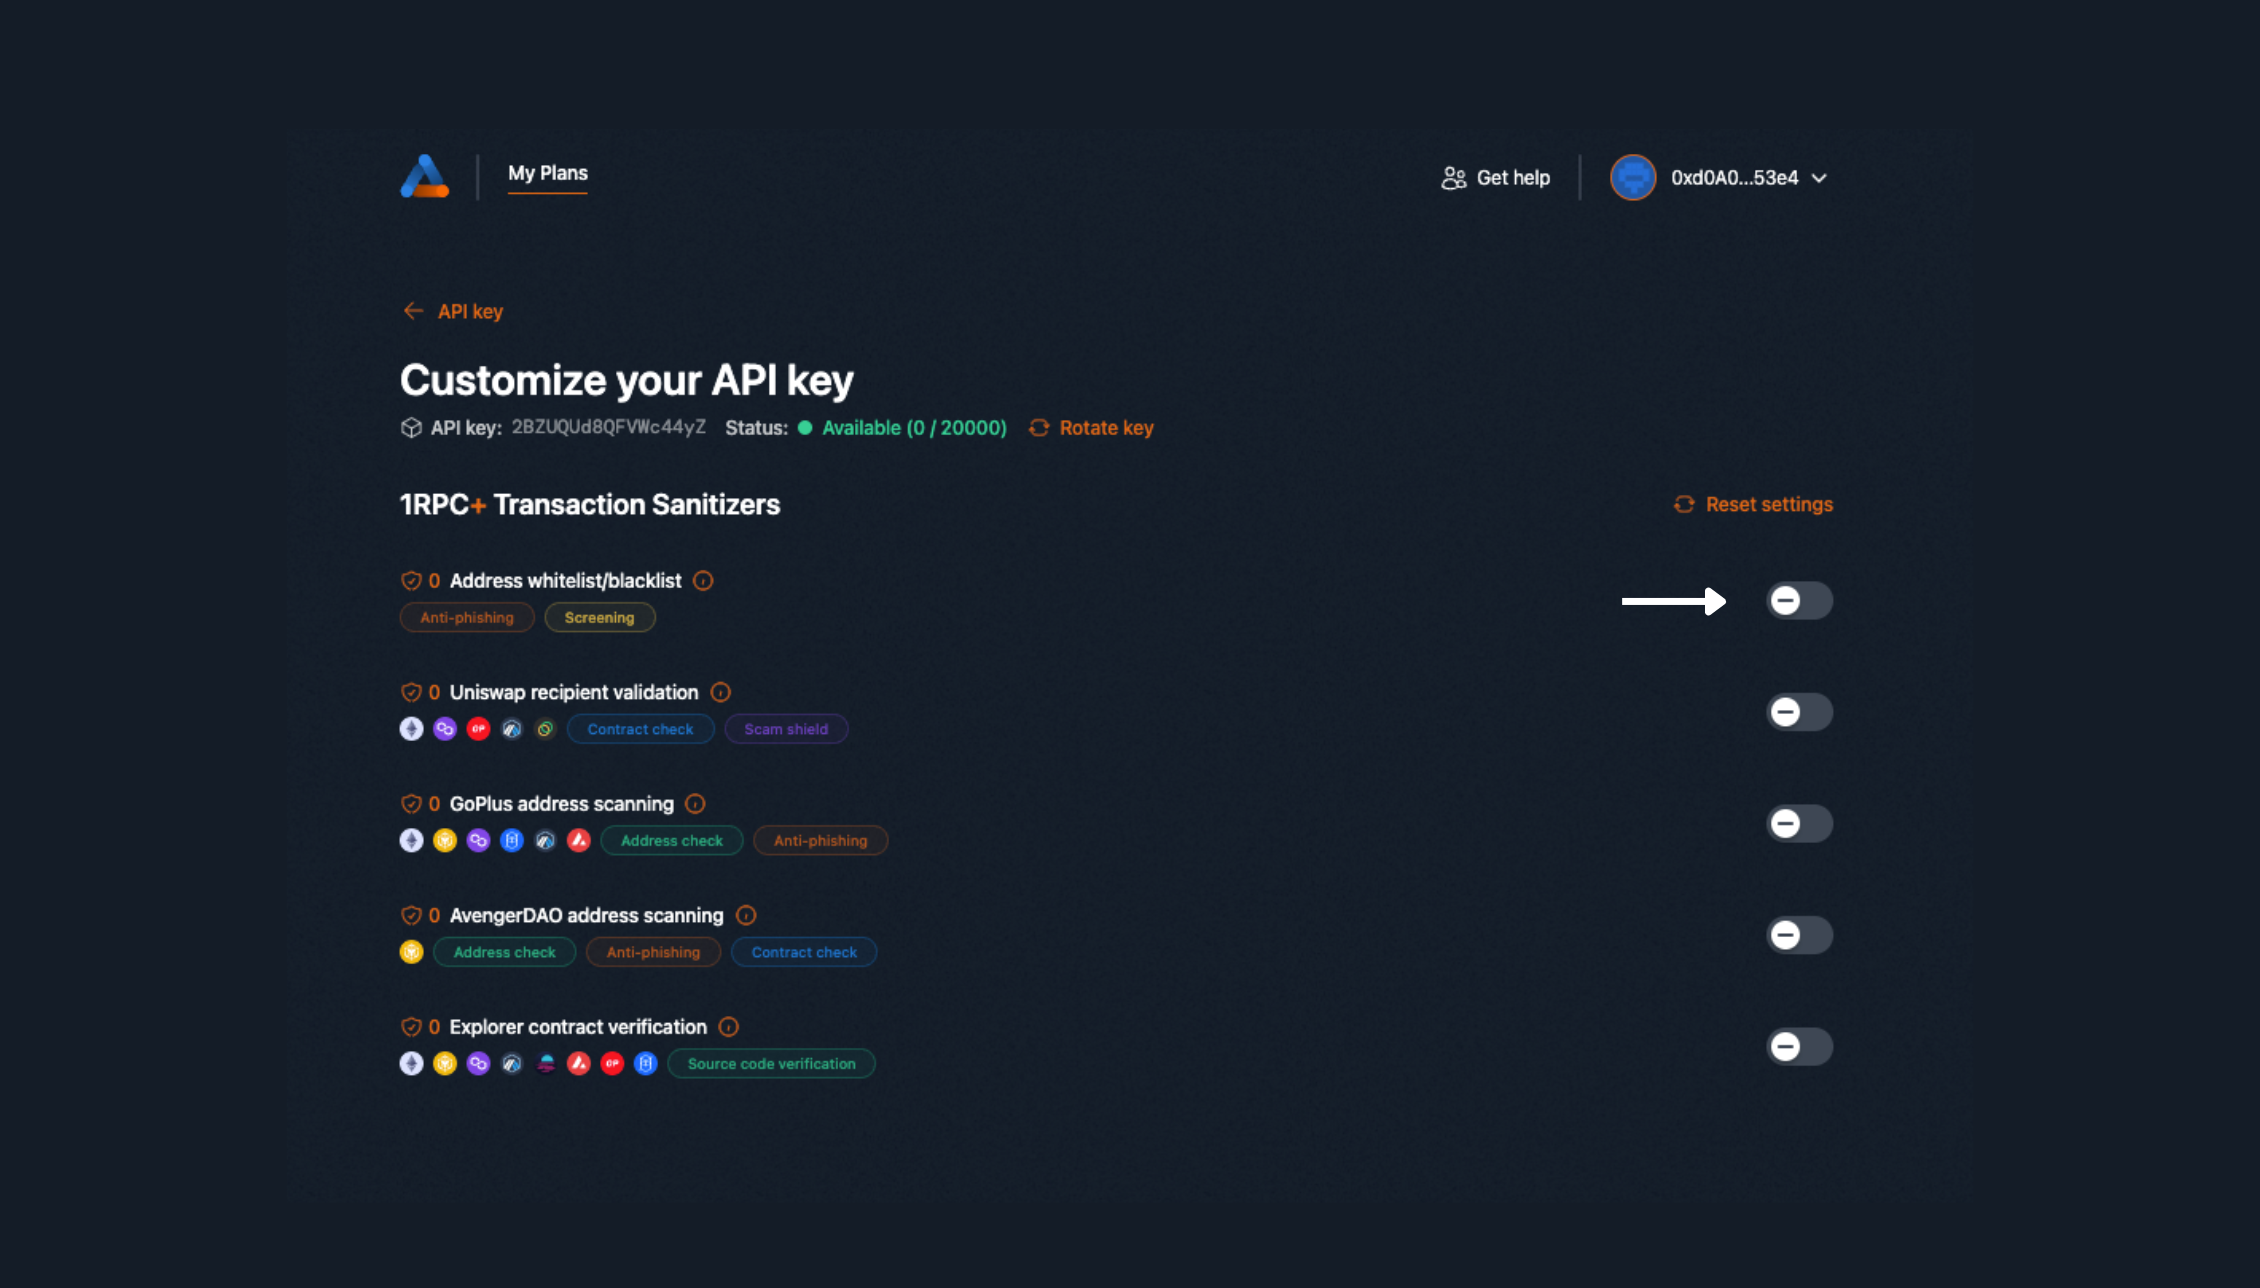 My Plans
Get help
0xd0A0...53e4
API key
Customize your API key
API key: 2BZUQUd8QFVWc44yZ Status: Available (0 / 20000) Rotate key
1RPC+ Transaction Sanitizers
Reset settings
0 Address whitelist/blacklist
Anti-phishing Screening
0 Uniswap recipient validation
OP Contract check Scam shield
0 GoPlus address scanning
Address check Anti-phishing
0 AvengerDAO address scanning
Address check Anti-phishing Contract check
0 Explorer contract verification
OP Source code verification